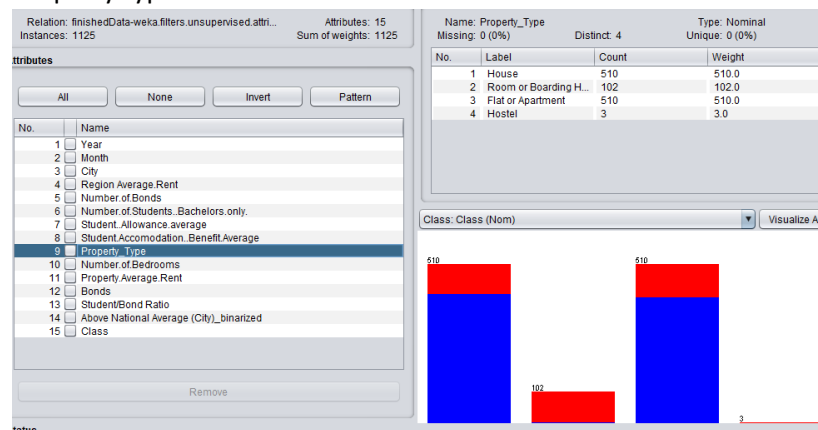 Relation: finishedData-weka.filters.unsupervised.attri... Attributes: 15
Instances: 1125 Sum of weights: 1125
ttributes
All None Invert Pattern
No. Name
1 Year
2 Month
3 City
4 Region Average.Rent
5 Number.of.Bonds
6 Number.of.Students..Bachelors.only.
7 Student..Allowance.average
8 Student.Accomodation..Benefit.Average
9 Property_Type
10 Number.of.Bedrooms
11 Property.Average.Rent
12 Bonds
13 Student/Bond Ratio
14 Above National Average (City)_binarized
15 Class
Remove
Name: Property_Type Type: Nominal
Missing: 0 (0%) Distinct: 4 Unique: 0 (0%)
No. Label Count Weight
1 House 510 510.0
2 Room or Boarding H... 102 102.0
3 Flat or Apartment 510 510.0
4 Hostel 3 3.0
Class: Class (Nom) Visualize A
510 510
102
3